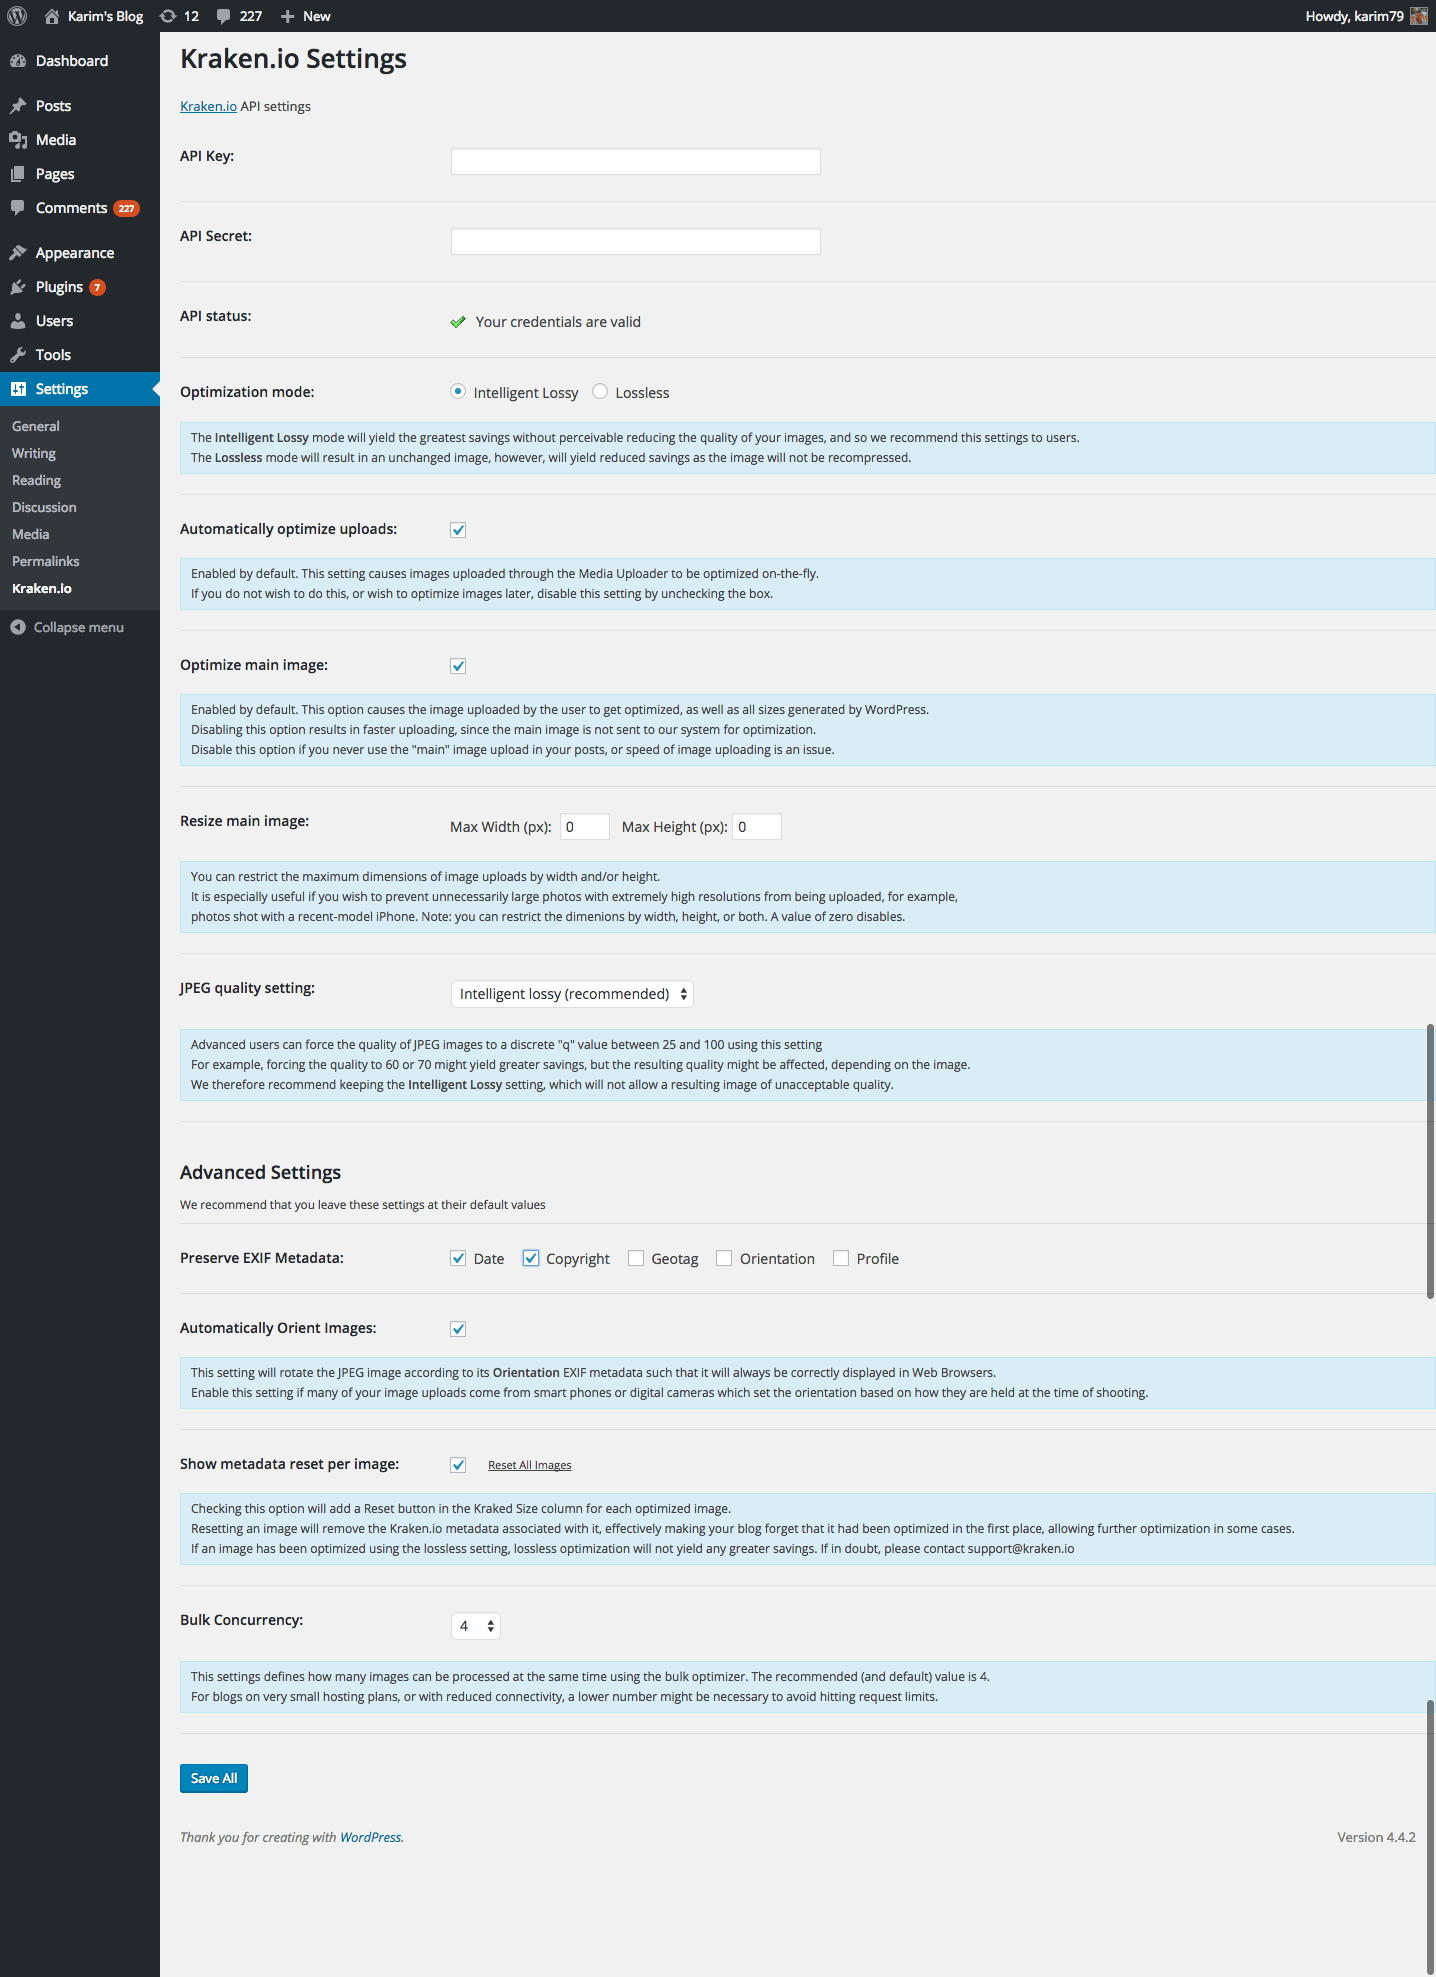 Karim's Blog 12 227 New Howdy, karim79
Dashboard
Posts
Media
Pages
Comments 227
Appearance
Plugins 7
Users
Tools
Settings
General
Writing
Reading
Discussion
Media
Permalinks
Kraken.io
Collapse menu
Kraken.io Settings
Kraken.io API settings
API Key:
API Secret:
API status: Your credentials are valid
Optimization mode: Intelligent Lossy Lossless
The Intelligent Lossy mode will yield the greatest savings without perceivable reducing the quality of your images, and so we recommend this settings to users.
The Lossless mode will result in an unchanged image, however, will yield reduced savings as the image will not be recompressed.
Automatically optimize uploads:
Enabled by default. This setting causes images uploaded through the Media Uploader to be optimized on-the-fly.
If you do not wish to do this, or wish to optimize images later, disable this setting by unchecking the box.
Optimize main image:
Enabled by default. This option causes the image uploaded by the user to get optimized, as well as all sizes generated by WordPress.
Disabling this option results in faster uploading, since the main image is not sent to our system for optimization.
Disable this option if you never use the "main" image upload in your posts, or speed of image uploading is an issue.
Resize main image: Max Width (px): 0 Max Height (px): 0
You can restrict the maximum dimensions of image uploads by width and/or height.
It is especially useful if you wish to prevent unnecessarily large photos with extremely high resolutions from being uploaded, for example,
photos shot with a recent-model iPhone. Note: you can restrict the dimenions by width, height, or both. A value of zero disables.
JPEG quality setting: Intelligent lossy (recommended)
Advanced users can force the quality of JPEG images to a discrete "q" value between 25 and 100 using this setting
For example, forcing the quality to 60 or 70 might yield greater savings, but the resulting quality might be affected, depending on the image.
We therefore recommend keeping the Intelligent Lossy setting, which will not allow a resulting image of unacceptable quality.
Advanced Settings
We recommend that you leave these settings at their default values
Preserve EXIF Metadata: Date Copyright Geotag Orientation Profile
Automatically Orient Images:
This setting will rotate the JPEG image according to its Orientation EXIF metadata such that it will always be correctly displayed in Web Browsers.
Enable this setting if many of your image uploads come from smart phones or digital cameras which set the orientation based on how they are held at the time of shooting.
Show metadata reset per image: Reset All Images
Checking this option will add a Reset button in the Kraked Size column for each optimized image.
Resetting an image will remove the Kraken.io metadata associated with it, effectively making your blog forget that it had been optimized in the first place, allowing further optimization in some cases.
If an image has been optimized using the lossless setting, lossless optimization will not yield any greater savings. If in doubt, please contact support@kraken.io
Bulk Concurrency: 4
This settings defines how many images can be processed at the same time using the bulk optimizer. The recommended (and default) value is 4.
For blogs on very small hosting plans, or with reduced connectivity, a lower number might be necessary to avoid hitting request limits.
Save All
Thank you for creating with WordPress. Version 4.4.2